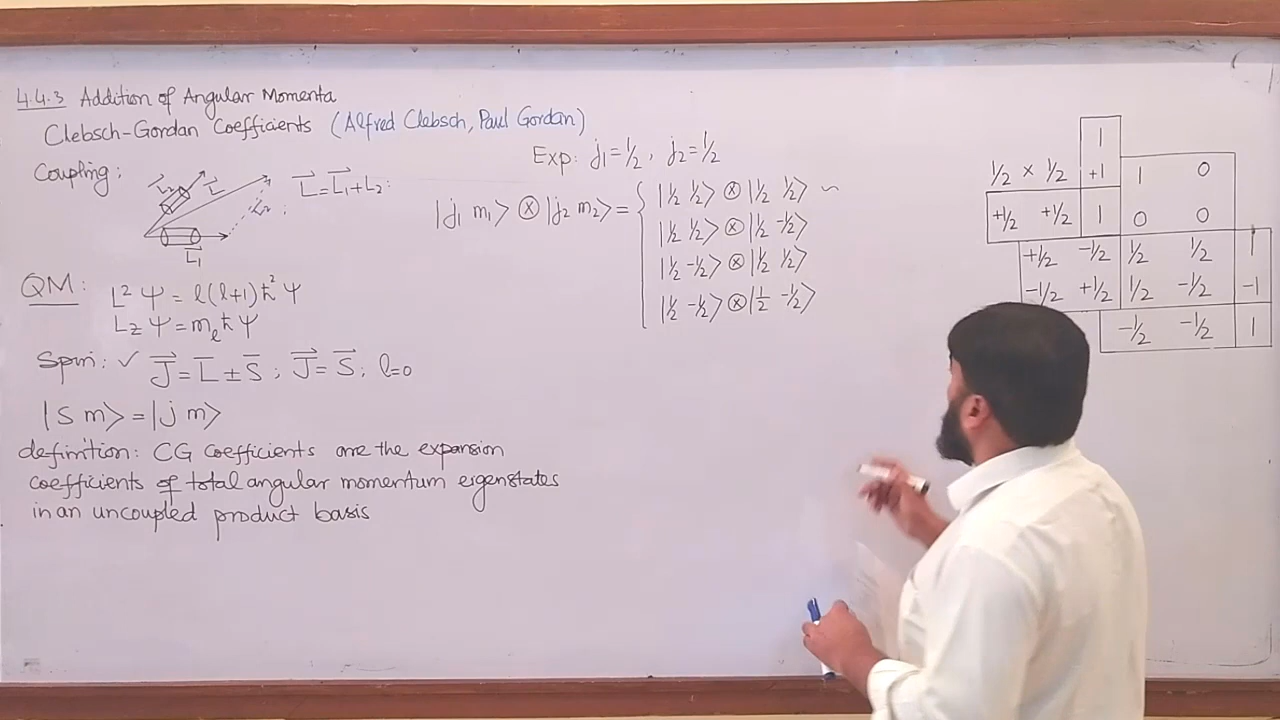 4.4.3 Addition of Angular Momenta
Clebsch-Gordan Coefficients (Alfred Clebsch, Paul Gordan)
Coupling:
L₂
L
L₂
L₁
L⃗ = L⃗₁ + L₂:
QM:
L² ψ = l(l+1)ħ² ψ
L_z ψ = m_l ħ ψ
Spin: ✓ J⃗ = L̄ ± S̄ ; J⃗ = S̄ ; l=0
|s m⟩ = |j m⟩
definition: CG Coefficients are the expansion
coefficients of total angular momentum eigenstates
in an uncoupled product basis
Exp: j₁=½, j₂=½
|j₁ m₁⟩ ⊗ |j₂ m₂⟩ = {
|½ ½⟩ ⊗ |½ ½⟩ ~
|½ ½⟩ ⊗ |½ -½⟩
|½ -½⟩ ⊗ |½ ½⟩
|½ -½⟩ ⊗ |½ -½⟩
1
½ × ½ +1 1 0
+½ +½ 1 0 0
+½ -½ ½ ½ 1
-½ +½ ½ -½ -1
-½ -½ 1